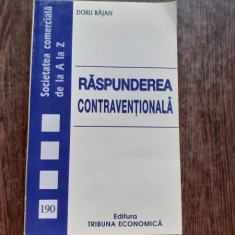 DORU BĂJAN
Societatea comercială
de la A la Z
RĂSPUNDEREA
CONTRAVENȚIONALĂ
190
Editura
TRIBUNA ECONOMICĂ